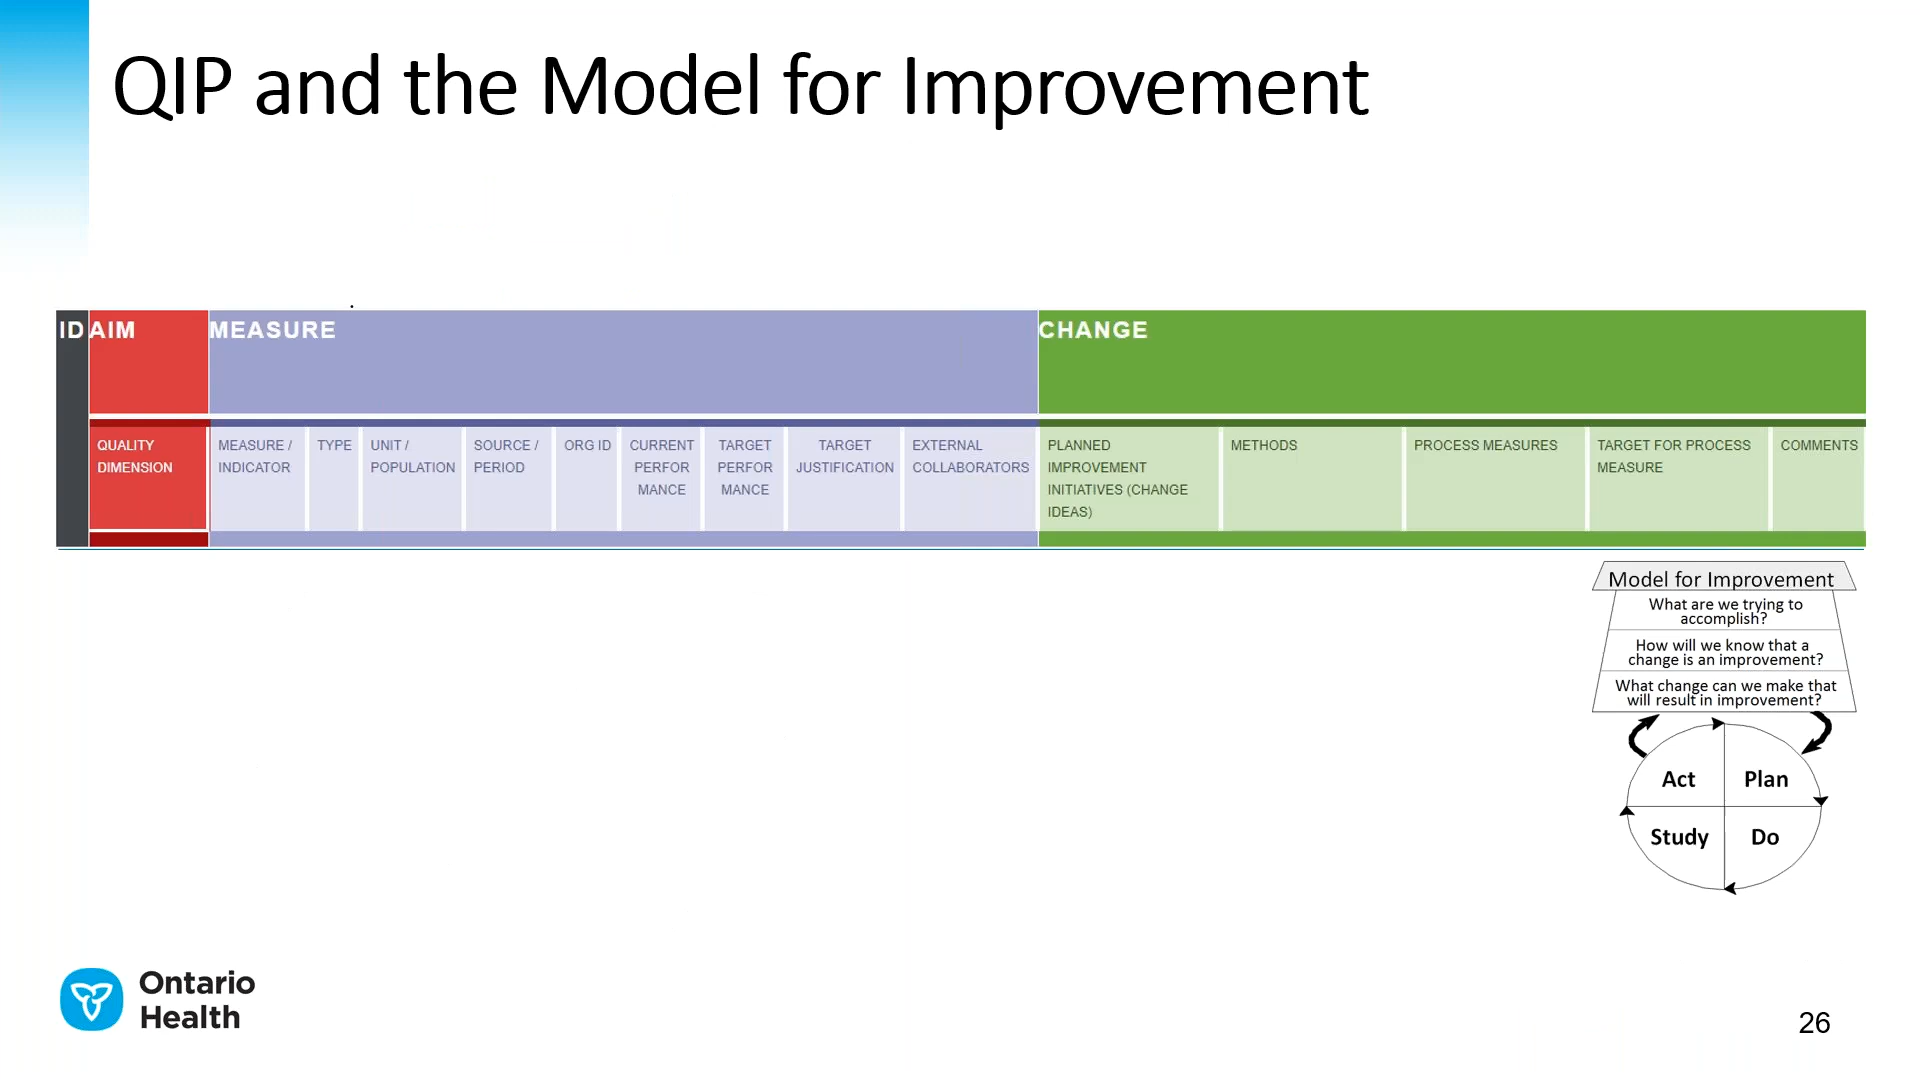 QIP and the Model for Improvement
ID AIM MEASURE CHANGE
QUALITY
DIMENSION
MEASURE /
INDICATOR
TYPE
UNIT /
POPULATION
SOURCE /
PERIOD
ORG ID
CURRENT
PERFOR
MANCE
TARGET
PERFOR
MANCE
TARGET
JUSTIFICATION
EXTERNAL
COLLABORATORS
PLANNED
IMPROVEMENT
INITIATIVES (CHANGE
IDEAS)
METHODS
PROCESS MEASURES
TARGET FOR PROCESS
MEASURE
COMMENTS
Model for Improvement
What are we trying to
accomplish?
How will we know that a
change is an improvement?
What change can we make that
will result in improvement?
Act Plan
Study Do
Ontario
Health
26